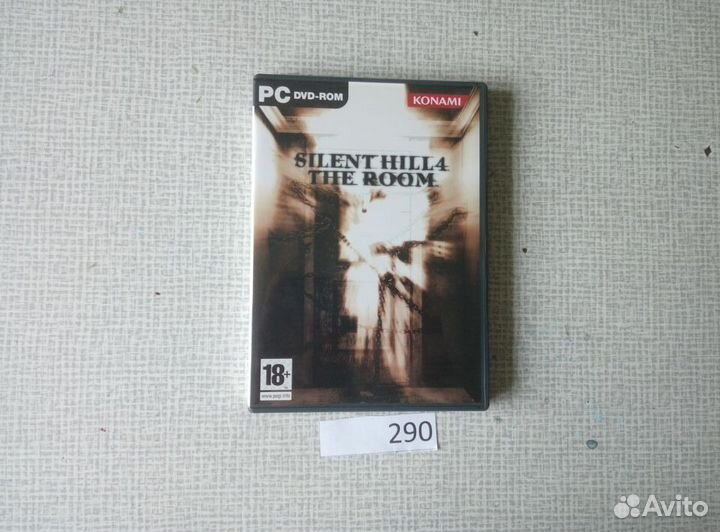 PC DVD-ROM
KONAMI
SILENT HILL 4
THE ROOM
18+
www.pegi.info
290
Avito